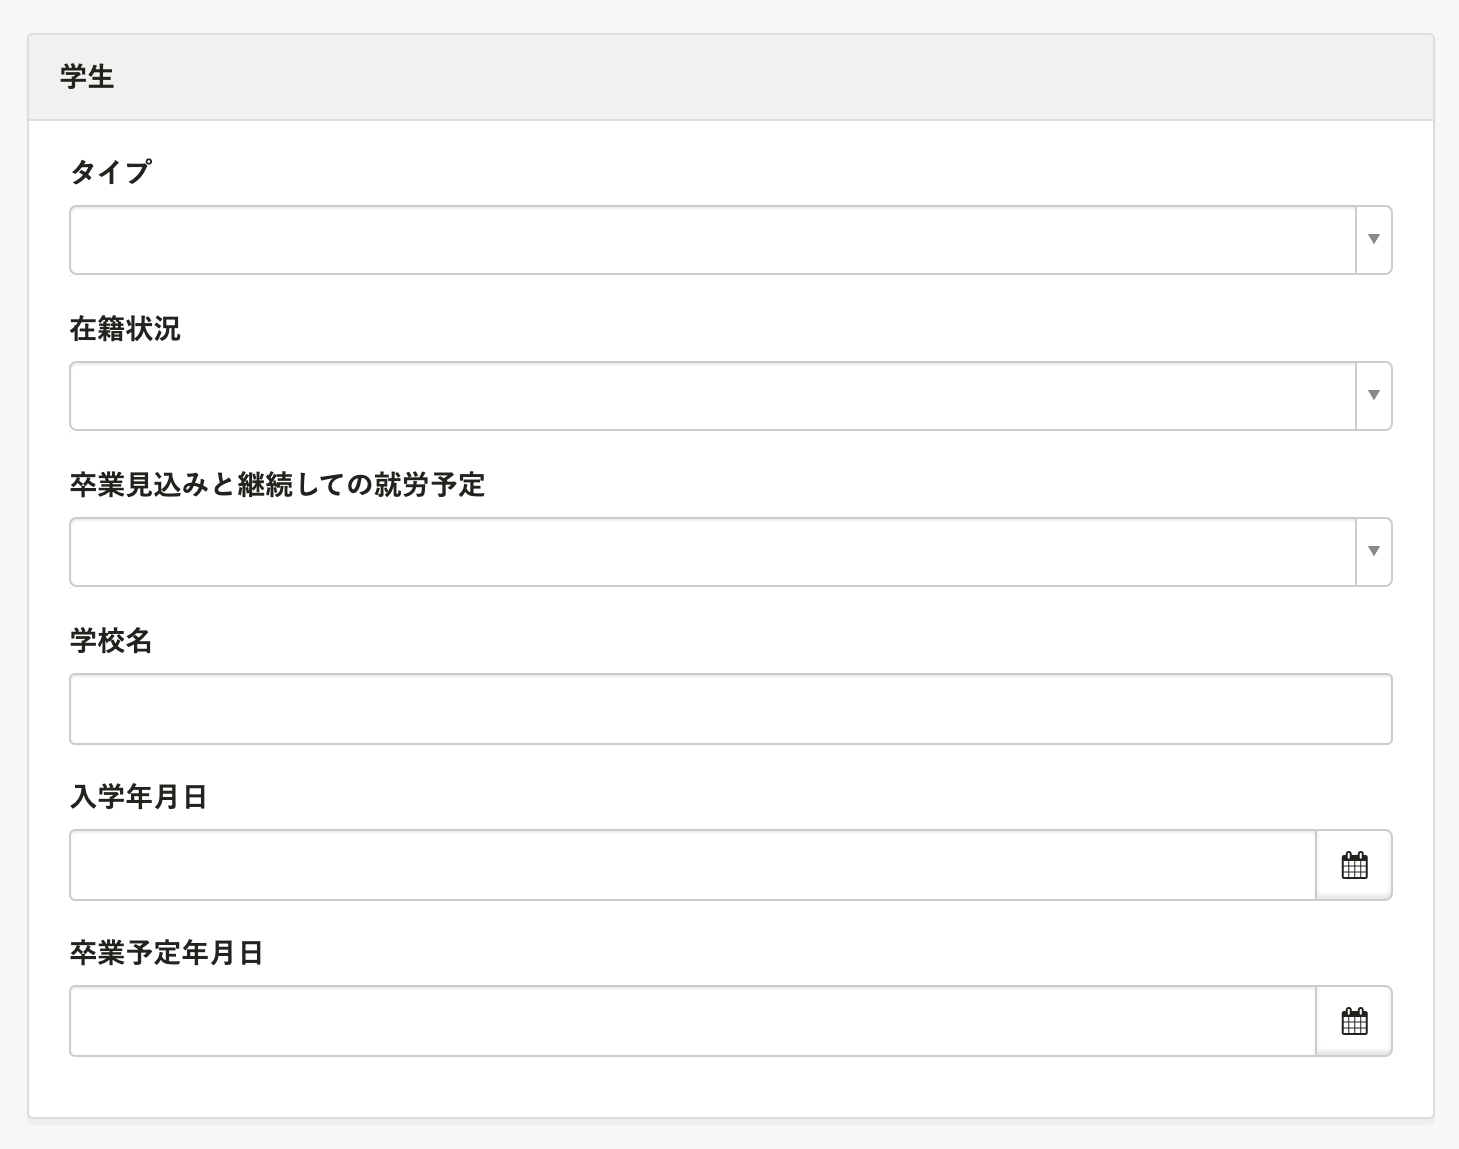 学生
タイプ
在籍状況
卒業見込みと継続しての就労予定
学校名
入学年月日
卒業予定年月日